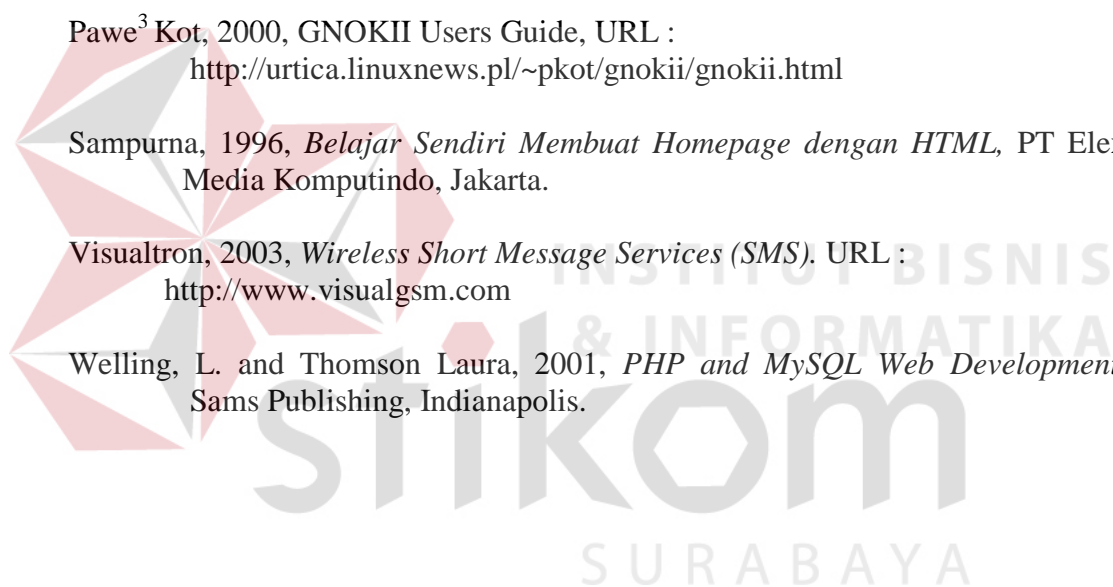 Pawe³ Kot, 2000, GNOKII Users Guide, URL :
http://urtica.linuxnews.pl/~pkot/gnokii/gnokii.html
Sampurna, 1996, Belajar Sendiri Membuat Homepage dengan HTML, PT Elex
Media Komputindo, Jakarta.
Visualtron, 2003, Wireless Short Message Services (SMS). URL :
http://www.visualgsm.com
Welling, L. and Thomson Laura, 2001, PHP and MySQL Web Development
Sams Publishing, Indianapolis.
INSTITUT BISNIS
& INFORMATIKA
stikom
SURABAYA